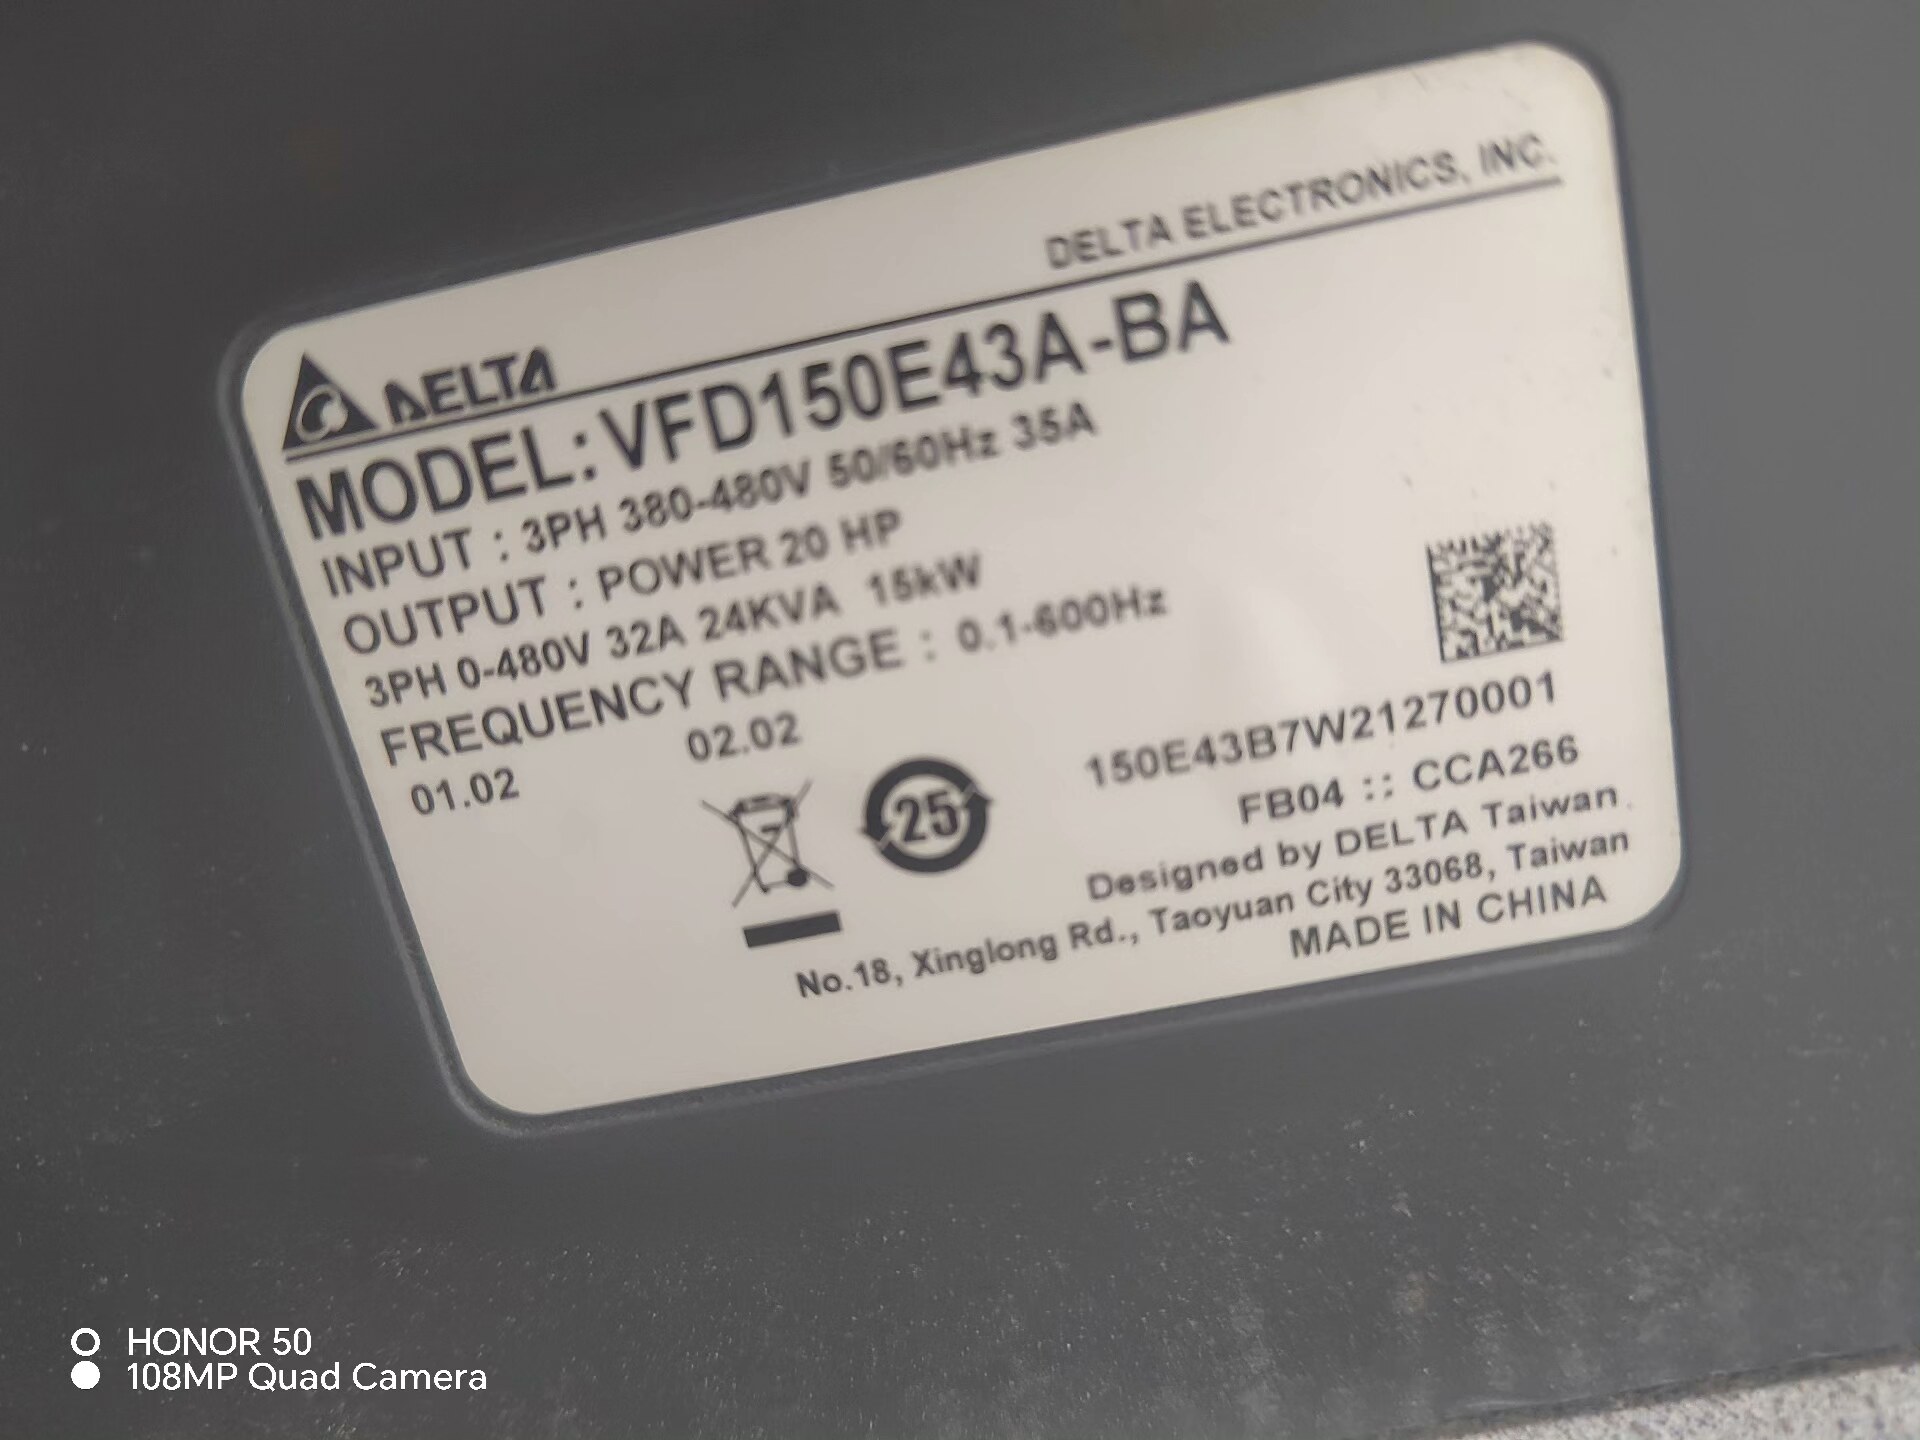 DELTA ELECTRONICS, INC.
DELTA
MODEL: VFD150E43A-BA
INPUT : 3PH 380-480V 50/60Hz 35A
OUTPUT : POWER 20 HP
3PH 0-480V 32A 24KVA 15kW
FREQUENCY RANGE : 0.1-600Hz
01.02 02.02
25
150E43B7W21270001
FB04 :: CCA266
Designed by DELTA Taiwan
No.18, Xinglong Rd., Taoyuan City 33068, Taiwan
MADE IN CHINA
HONOR 50
108MP Quad Camera